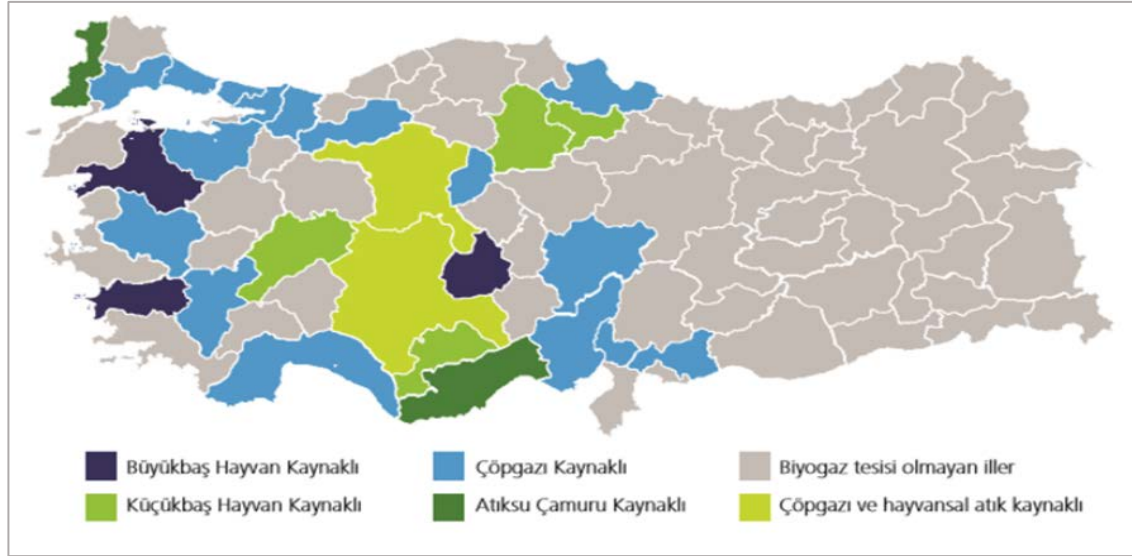 Büyükbaş Hayvan Kaynaklı
Çöpgazı Kaynaklı
Biyogaz tesisi olmayan iller
Küçükbaş Hayvan Kaynaklı
Atıksu Çamuru Kaynaklı
Çöpgazı ve hayvansal atık kaynaklı